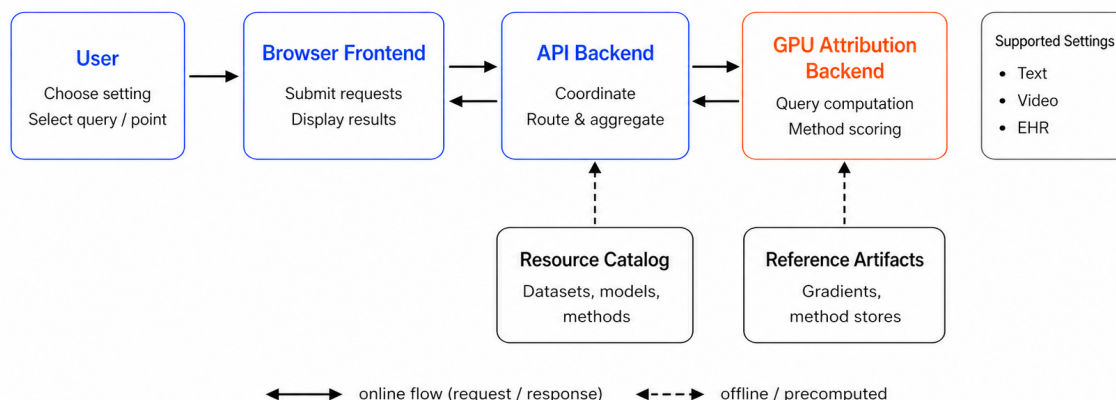 User
Choose setting
Select query / point
Browser Frontend
Submit requests
Display results
API Backend
Coordinate
Route & aggregate
GPU Attribution
Backend
Query computation
Method scoring
Supported Settings
• Text
• Video
• EHR
Resource Catalog
Datasets, models,
methods
Reference Artifacts
Gradients,
method stores
online flow (request / response)
offline / precomputed